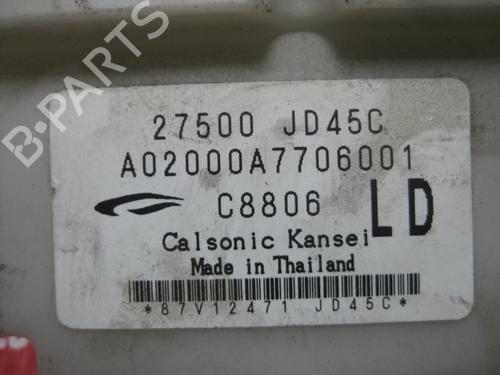 27500 JD45C
A02000A7706001
C8806 LD
Calsonic Kansei
Made in Thailand
*87V12471 JD45C*
B-PARTS